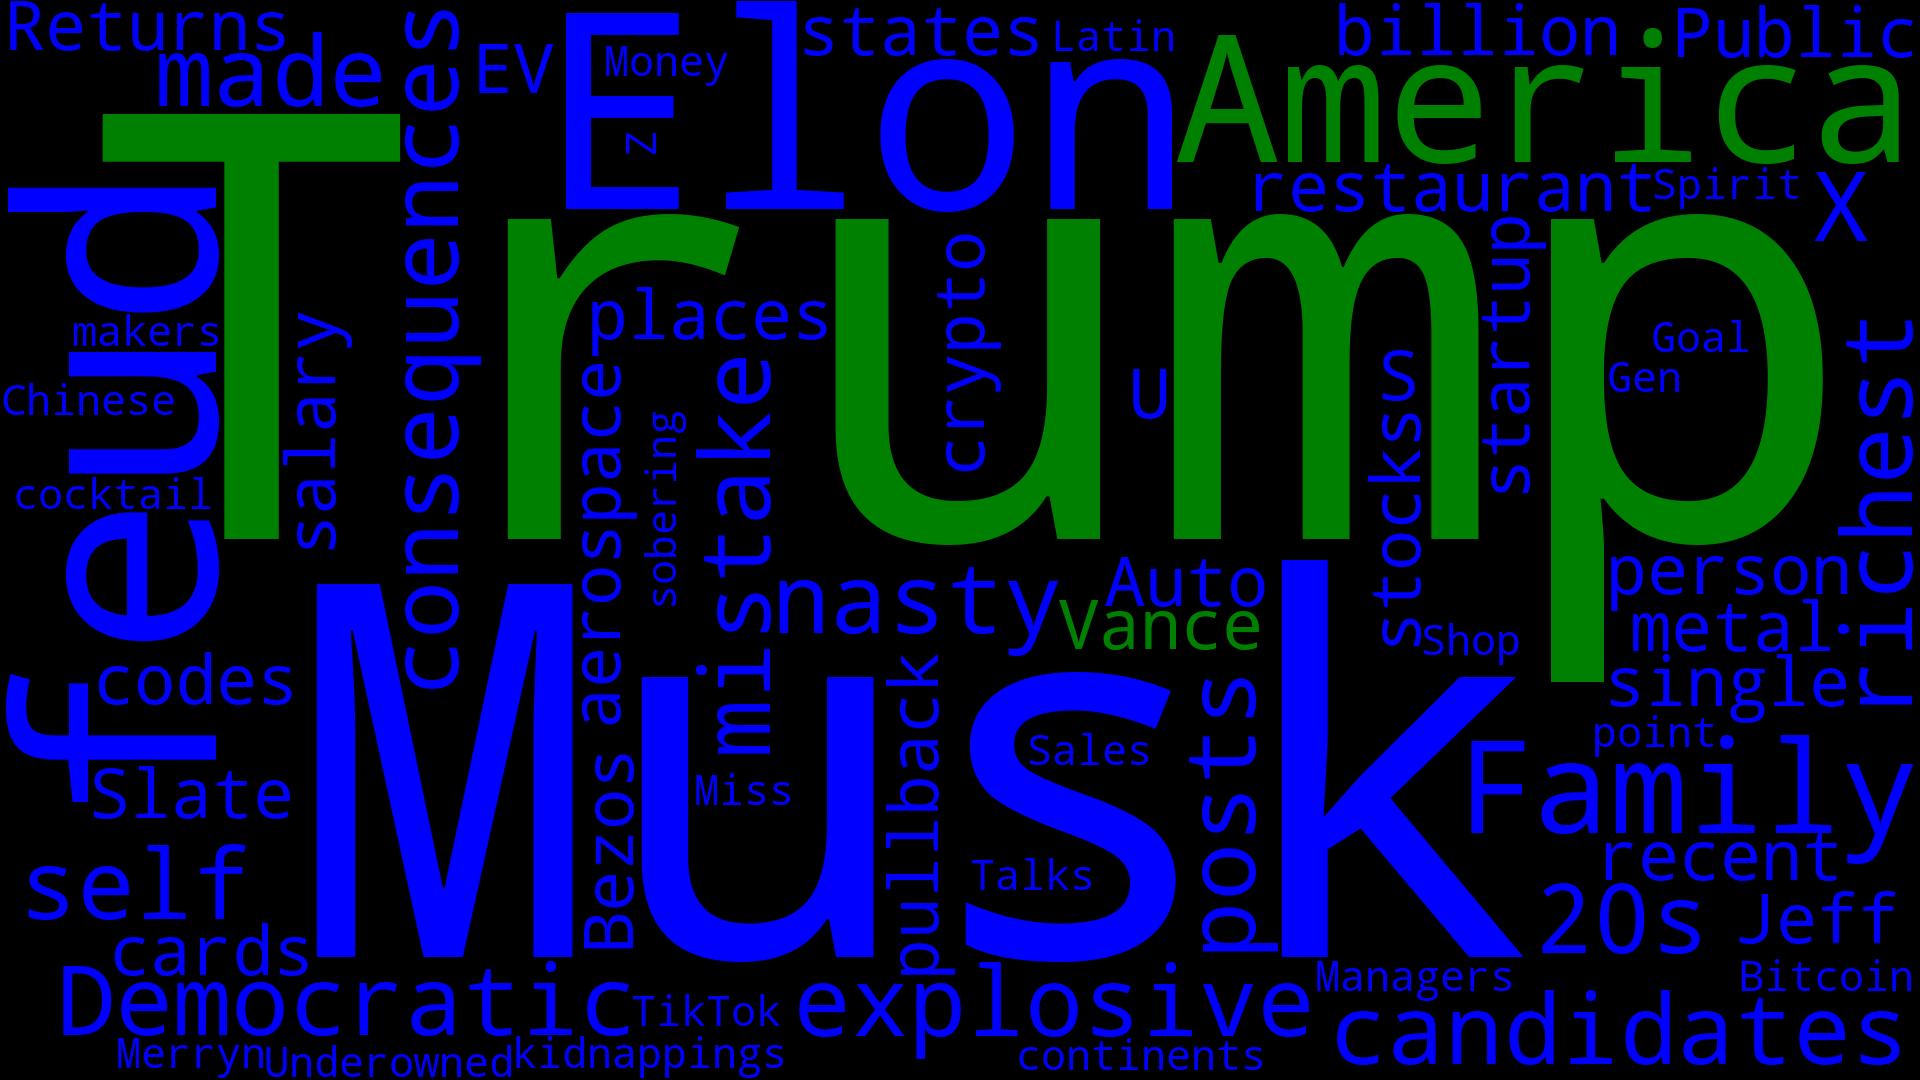 Returns
made
EV
Elon
Money
z
states
Latin
America
billion
Public
restaurant
Spirit
X
consequences
feud
Trump
makers
Chinese
cocktail
salary
places
aerospace
sobering
mistake
crypto
U
S
stocks
startup
Goal
Gen
richest
nasty
Auto
Vance
Shop
person
metal
single
point
codes
Slate
self
cards
Musk
Bezos
Miss
pullback
Sales
Talks
posts
Family
recent
20s
Jeff
Democratic
TikTok
explosive
Managers
Bitcoin
candidates
Merryn
Underowned
kidnappings
continents